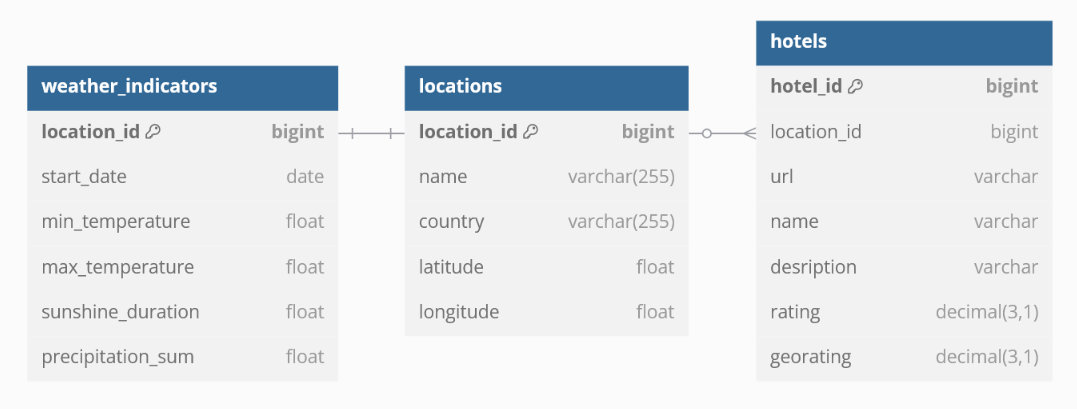 weather_indicators
location_id bigint
start_date date
min_temperature float
max_temperature float
sunshine_duration float
precipitation_sum float
locations
location_id bigint
name varchar(255)
country varchar(255)
latitude float
longitude float
hotels
hotel_id bigint
location_id bigint
url varchar
name varchar
desription varchar
rating decimal(3,1)
georating decimal(3,1)